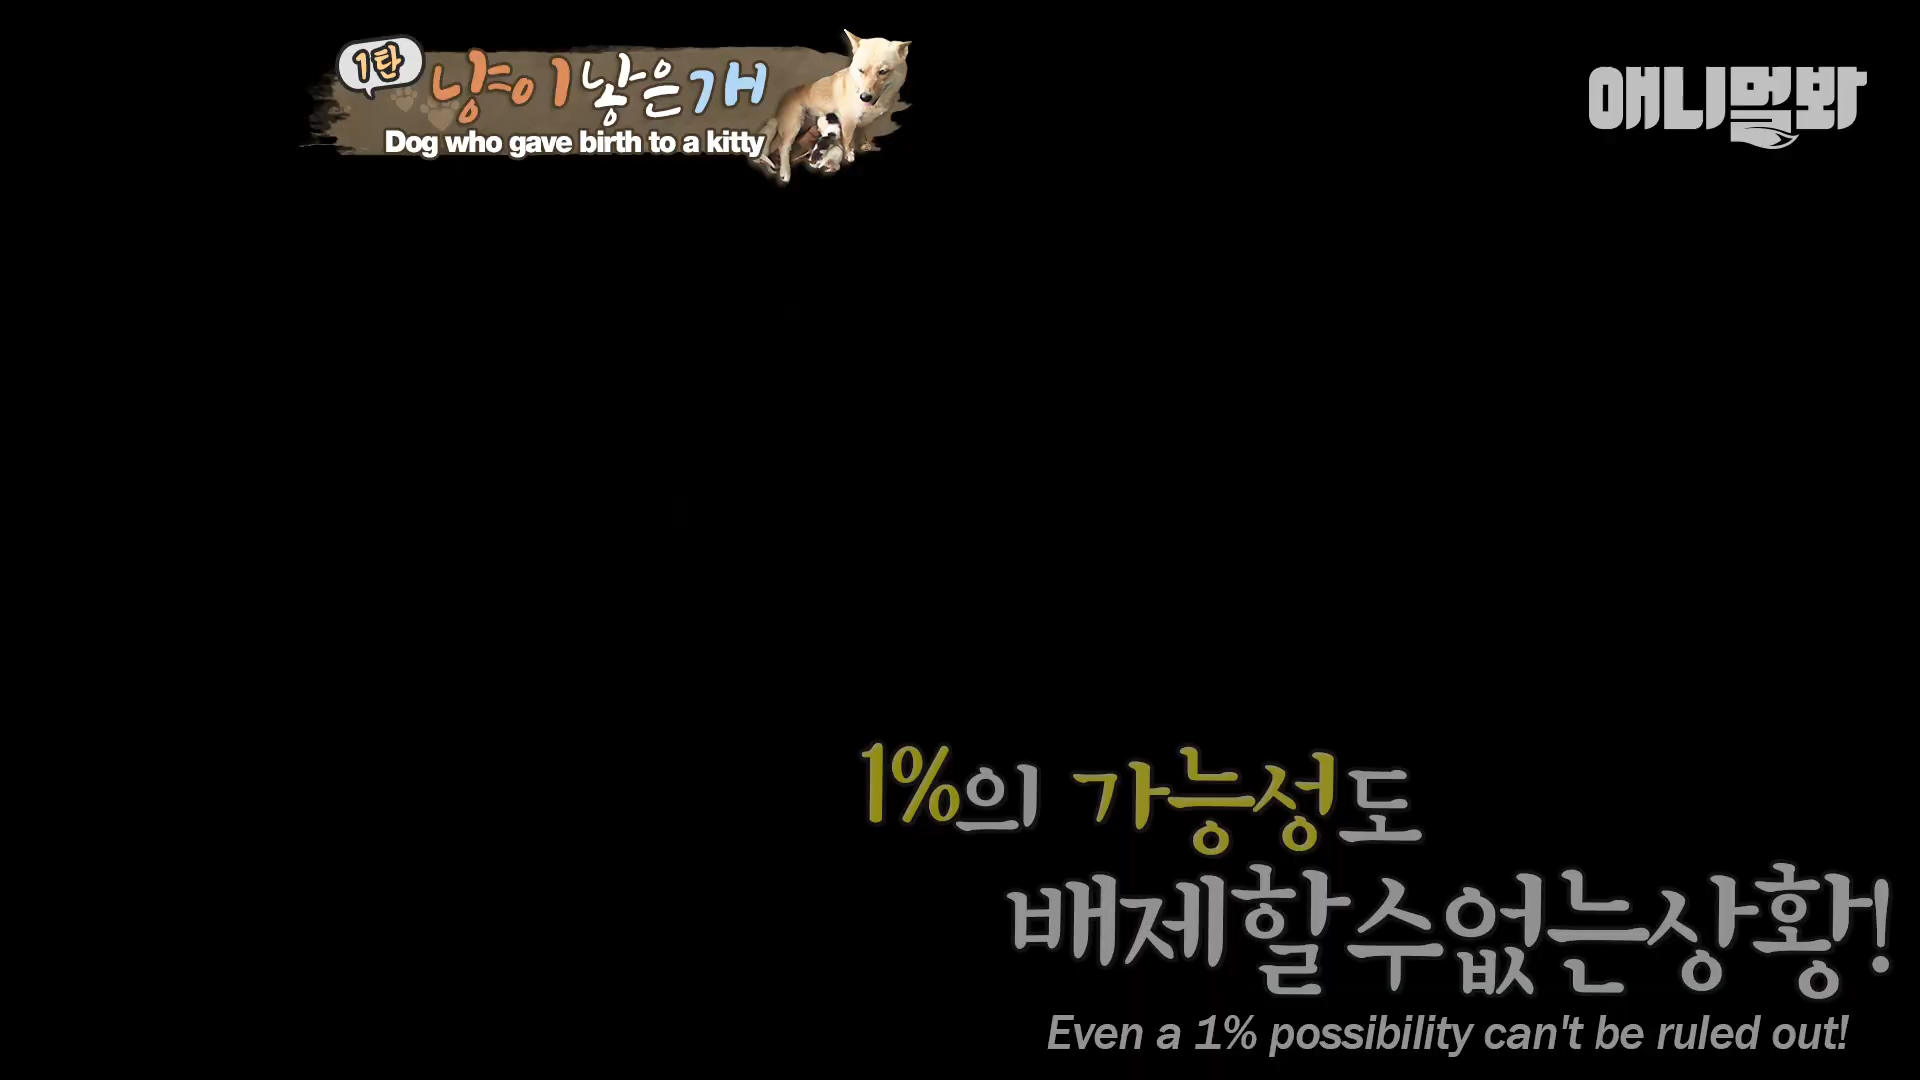 1탄
냥이 낳은 개
Dog who gave birth to a kitty
애니멀봐
1%의 가능성도
배제할 수 없는 상황!
Even a 1% possibility can't be ruled out!